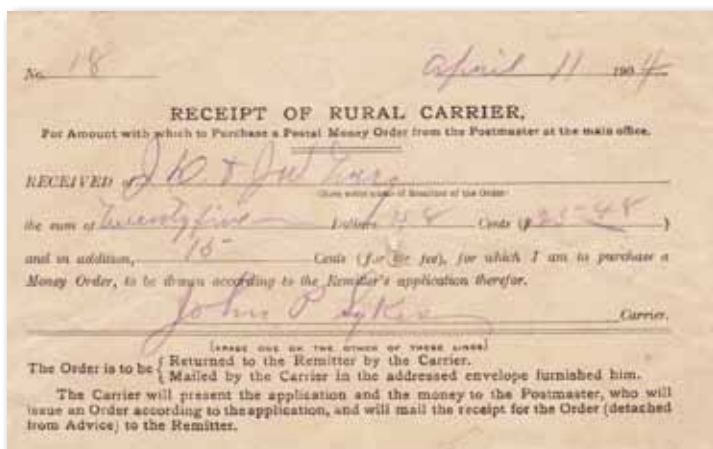 No. 18 April 11 1904
RECEIPT OF RURAL CARRIER,
For Amount with which to Purchase a Postal Money Order from the Postmaster at the main office.
RECEIVED of J. D. &
(Here enter name of Remitter of the Order)
the sum of Twenty five Dollars 48 Cents ($25-48)
and in addition, 15 Cents (for the fee), for which I am to purchase a
Money Order, to be drawn according to the Remitter's application therefor.
John P Sykes Carrier.
(ERASE ONE OR THE OTHER OF THESE LINES)
The Order is to be { Returned to the Remitter by the Carrier.
{ Mailed by the Carrier in the addressed envelope furnished him.
The Carrier will present the application and the money to the Postmaster, who will
issue an Order according to the application, and will mail the receipt for the Order (detached
from Advice) to the Remitter.